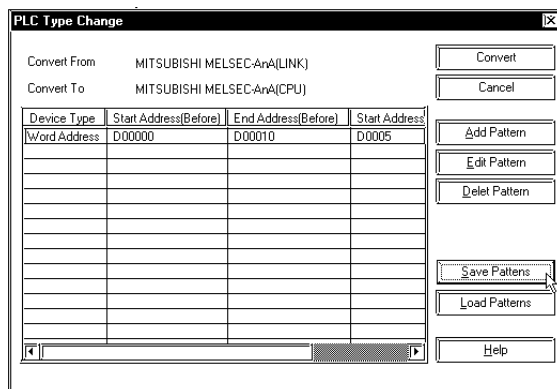 PLC Type Change
Convert From MITSUBISHI MELSEC-AnA(LINK)
Convert To MITSUBISHI MELSEC-AnA(CPU)
Device Type Start Address(Before) End Address(Before) Start Address
Word Address D00000 D00010 D0005
Convert
Cancel
Add Pattern
Edit Pattern
Delet Pattern
Save Pattens
Load Patterns
Help